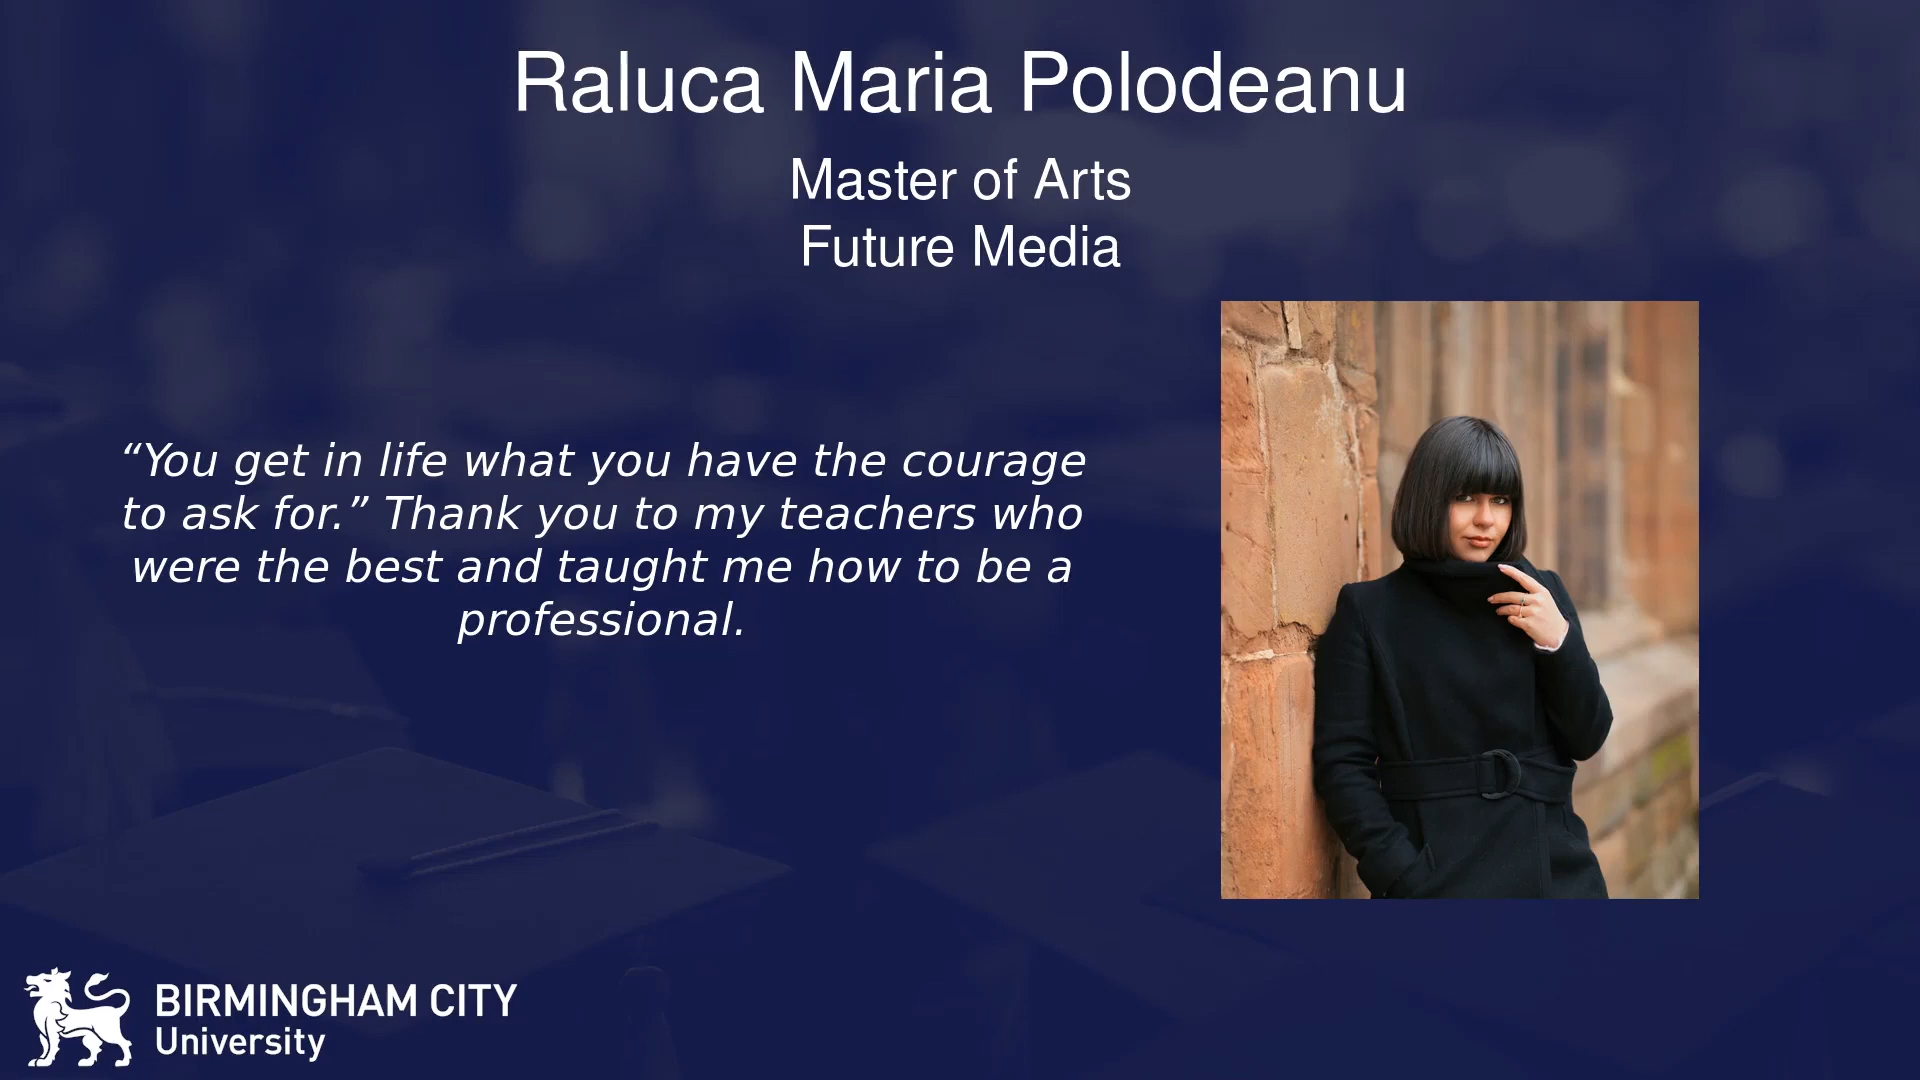 Raluca Maria Polodeanu
Master of Arts
Future Media
“You get in life what you have the courage
to ask for.” Thank you to my teachers who
were the best and taught me how to be a
professional.
BIRMINGHAM CITY
University